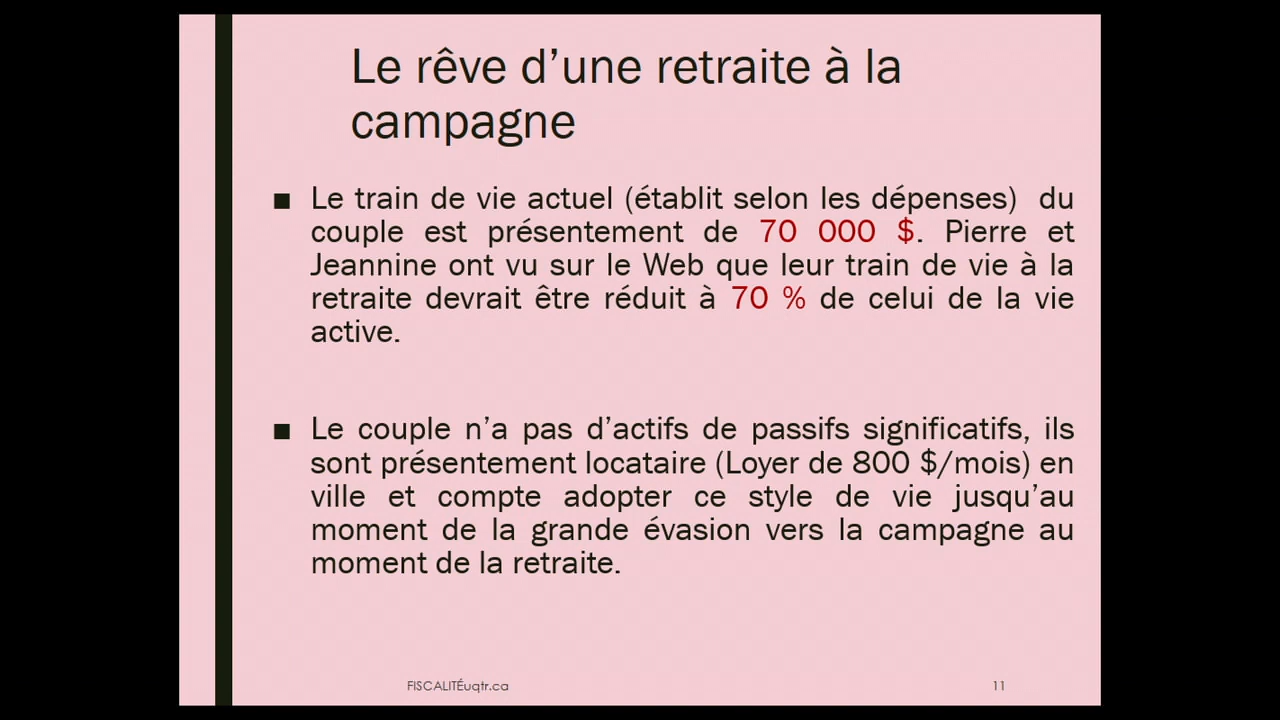 Le rêve d’une retraite à la
campagne
■ Le train de vie actuel (établit selon les dépenses) du
couple est présentement de 70 000 $. Pierre et
Jeannine ont vu sur le Web que leur train de vie à la
retraite devrait être réduit à 70 % de celui de la vie
active.
■ Le couple n’a pas d’actifs de passifs significatifs, ils
sont présentement locataire (Loyer de 800 $/mois) en
ville et compte adopter ce style de vie jusqu’au
moment de la grande évasion vers la campagne au
moment de la retraite.
FISCALITÉuqtr.ca 11